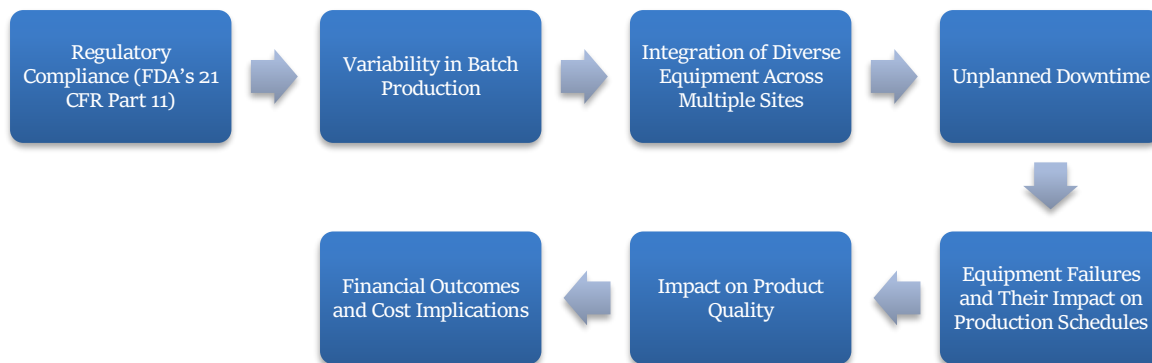 Regulatory
Compliance (FDA's 21
CFR Part 11)
Variability in Batch
Production
Integration of Diverse
Equipment Across
Multiple Sites
Unplanned Downtime
Equipment Failures
and Their Impact on
Production Schedules
Impact on Product
Quality
Financial Outcomes
and Cost Implications